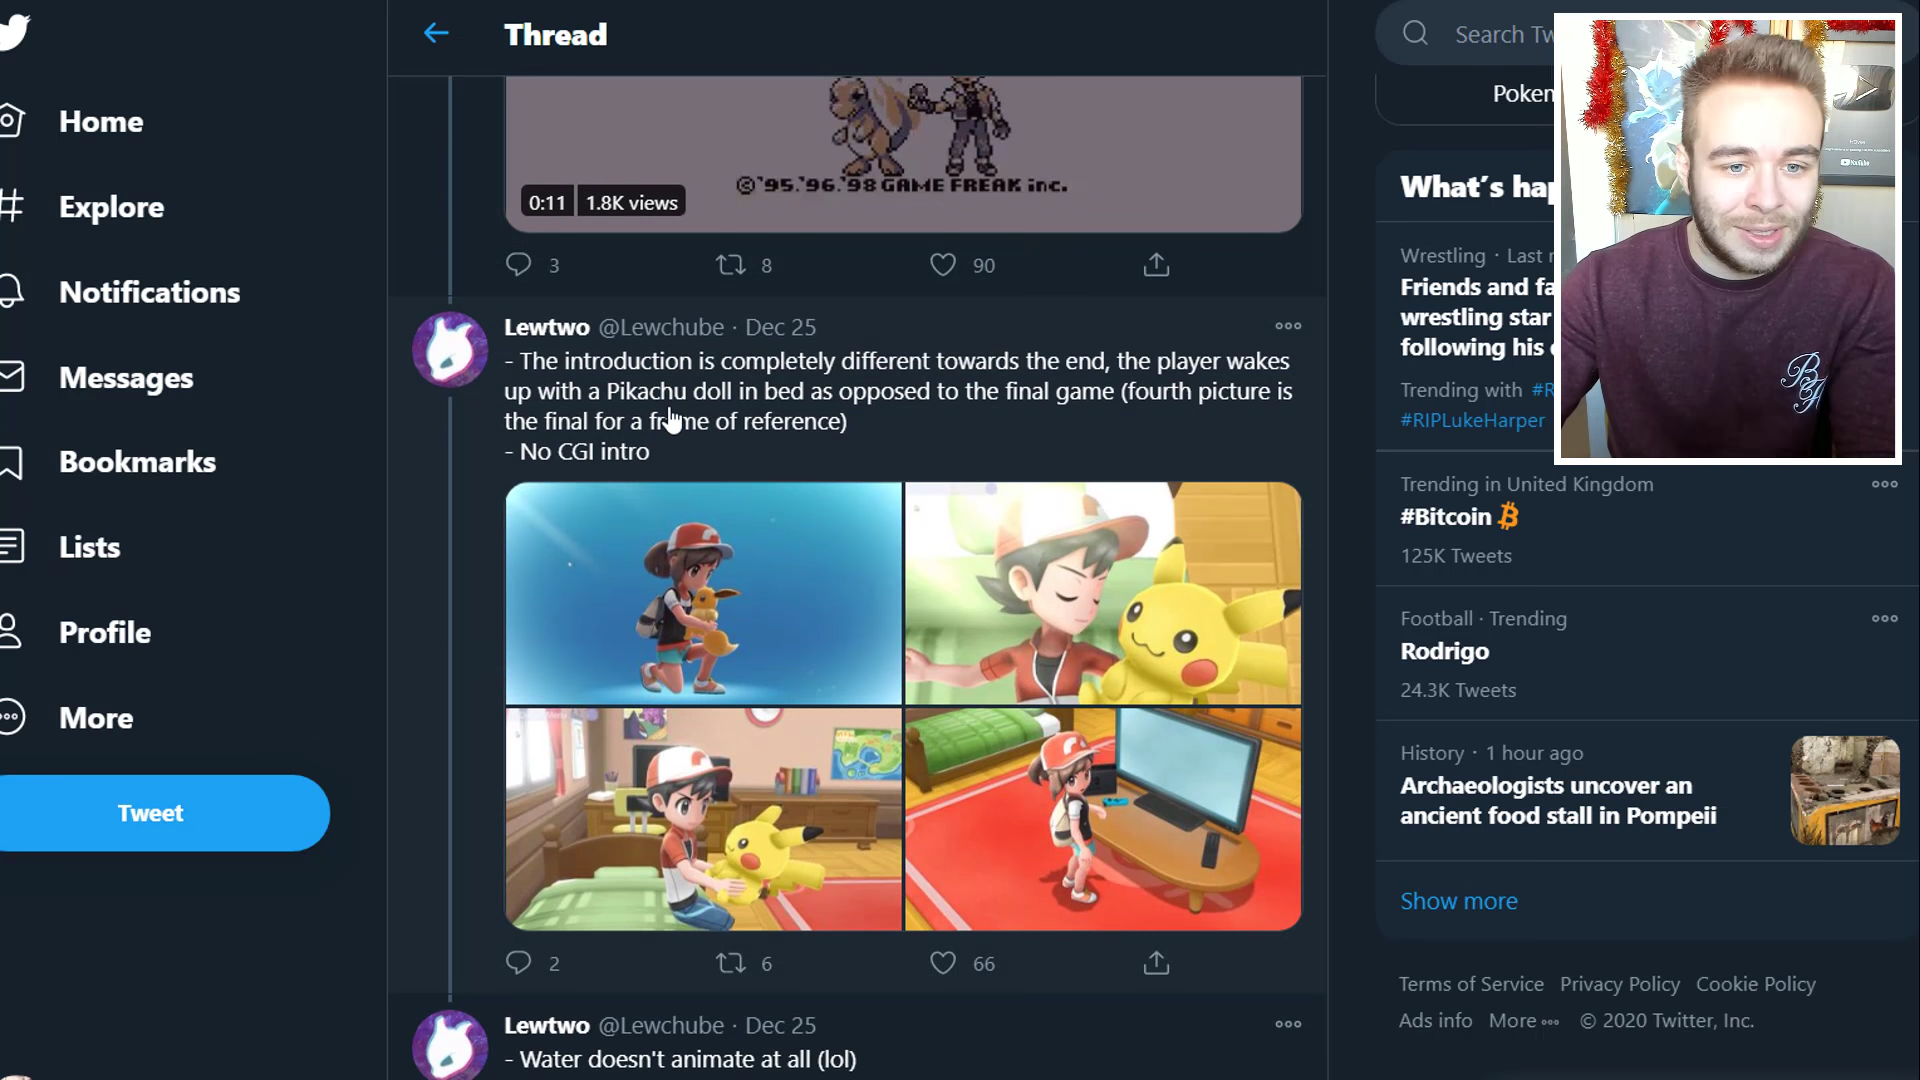 Home
Explore
Notifications
Messages
Bookmarks
Lists
Profile
More
Tweet
Thread
©'95.'96.'98 GAME FREAK inc.
0:11 1.8K views
3 8 90
Lewtwo @Lewchube · Dec 25
- The introduction is completely different towards the end, the player wakes
up with a Pikachu doll in bed as opposed to the final game (fourth picture is
the final for a frame of reference)
- No CGI intro
2 6 66
Lewtwo @Lewchube · Dec 25
- Water doesn't animate at all (lol)
Search Tw
Poken
What's hap
Wrestling · Last
Friends and fa
wrestling star
following his
Trending with #R
#RIPLukeHarper
Trending in United Kingdom
#Bitcoin
125K Tweets
Football · Trending
Rodrigo
24.3K Tweets
History · 1 hour ago
Archaeologists uncover an
ancient food stall in Pompeii
Show more
Terms of Service Privacy Policy Cookie Policy
Ads info More © 2020 Twitter, Inc.
YouTube